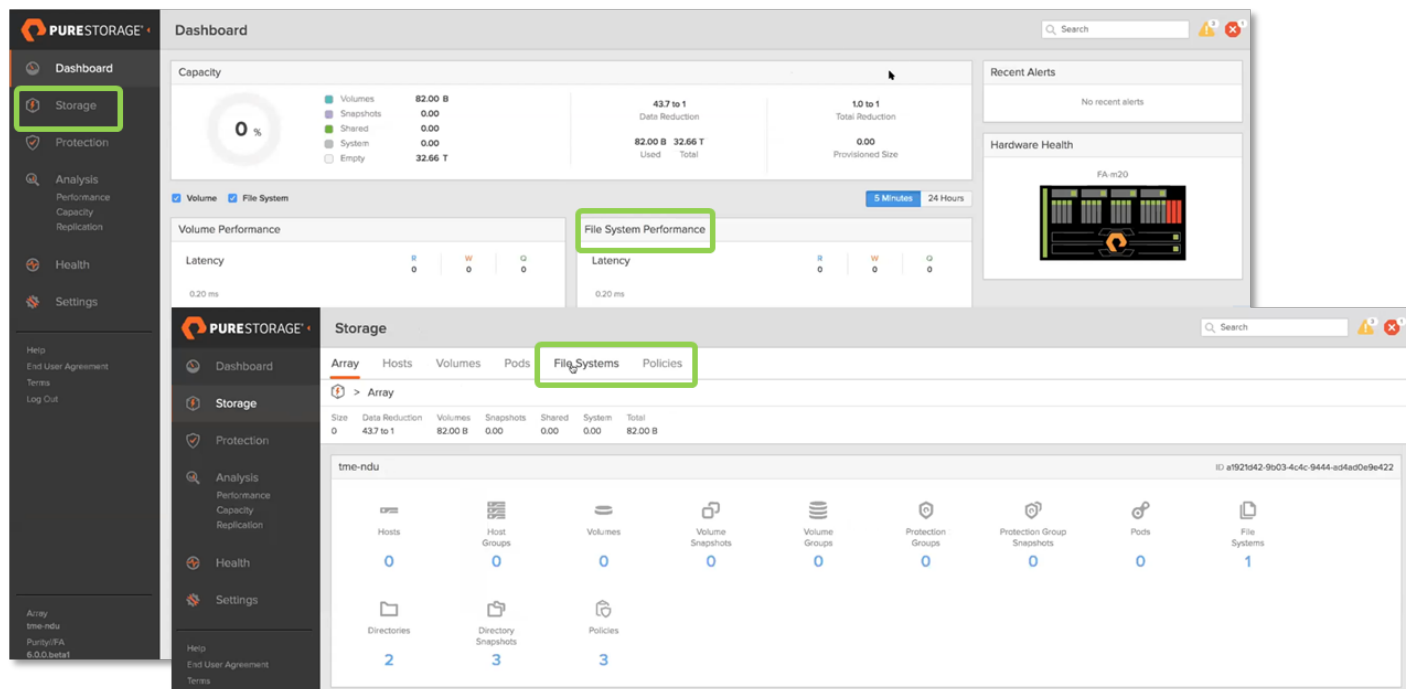 PURESTORAGE
Dashboard
Search
3
1
Dashboard
Storage
Protection
Analysis
Performance
Capacity
Replication
Health
Settings
Help
End User Agreement
Terms
Log Out
Array
tme-ndu
Purity//FA
6.0.0.beta1
Capacity
0 %
Volumes 82.00 B
Snapshots 0.00
Shared 0.00
System 0.00
Empty 32.66 T
43.7 to 1
Data Reduction
82.00 B 32.66 T
Used Total
1.0 to 1
Total Reduction
0.00
Provisioned Size
Recent Alerts
No recent alerts
Hardware Health
FA-m20
Volume File System
5 Minutes 24 Hours
Volume Performance
Latency
R W Q
0 0 0
0.20 ms
File System Performance
Latency
R W Q
0 0 0
0.20 ms
PURESTORAGE
Storage
Search
3
1
Dashboard
Storage
Protection
Analysis
Performance
Capacity
Replication
Health
Settings
Help
End User Agreement
Terms
Array Hosts Volumes Pods File Systems Policies
> Array
Size Data Reduction Volumes Snapshots Shared System Total
0 43.7 to 1 82.00 B 0.00 0.00 0.00 82.00 B
tme-ndu
ID a1921d42-9b03-4c4c-9444-ad4ad0e9e422
Hosts
0
Host
Groups
0
Volumes
0
Volume
Snapshots
0
Volume
Groups
0
Protection
Groups
0
Protection Group
Snapshots
0
Pods
0
File
Systems
1
Directories
2
Directory
Snapshots
3
Policies
3